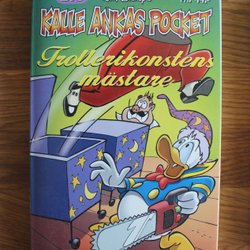 KALLE ANKAS POCKET
Trollerikonstens
mästare